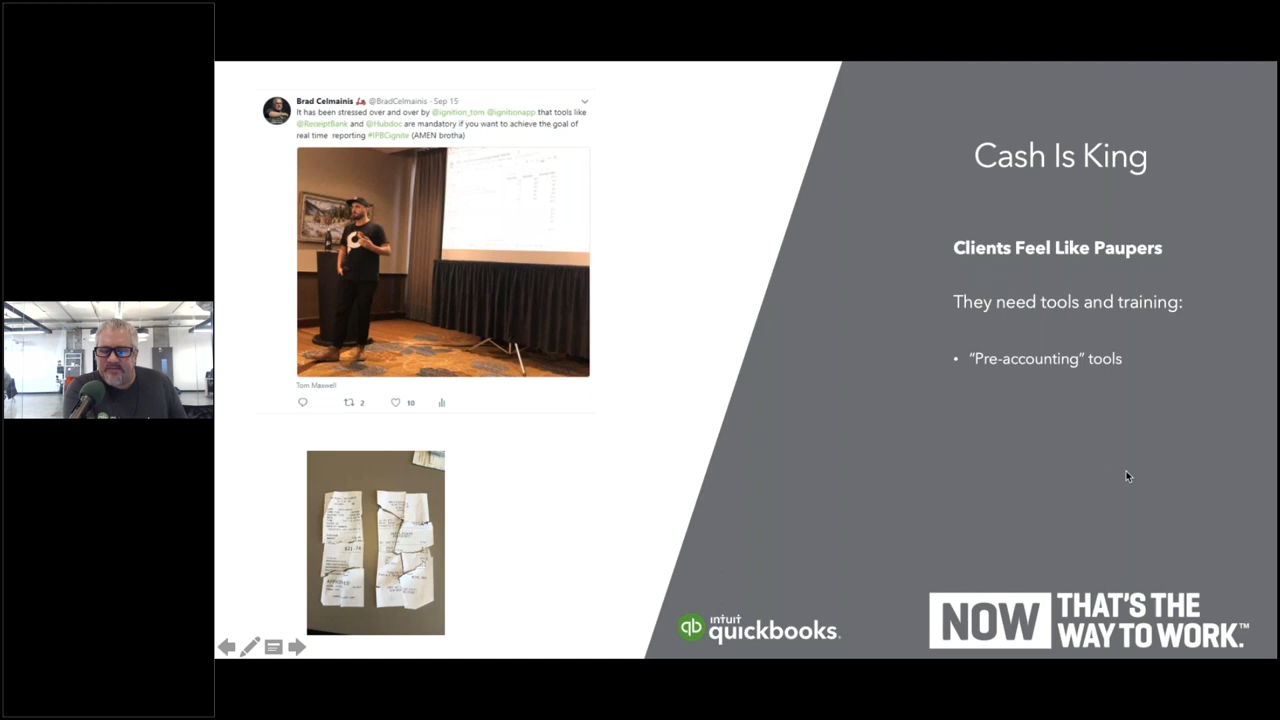 Brad Celmainis @BradCelmainis - Sep 15
It has been stressed over and over by @ignition_tom @ignitionapp that tools like
@ReceiptBank and @Hubdoc are mandatory if you want to achieve the goal of
real time reporting #IPBCignite (AMEN brotha)
Tom Maxwell
2
10
Cash Is King
Clients Feel Like Paupers
They need tools and training:
• “Pre-accounting” tools
intuit
quickbooks.
NOW THAT'S THE
WAY TO WORK.™